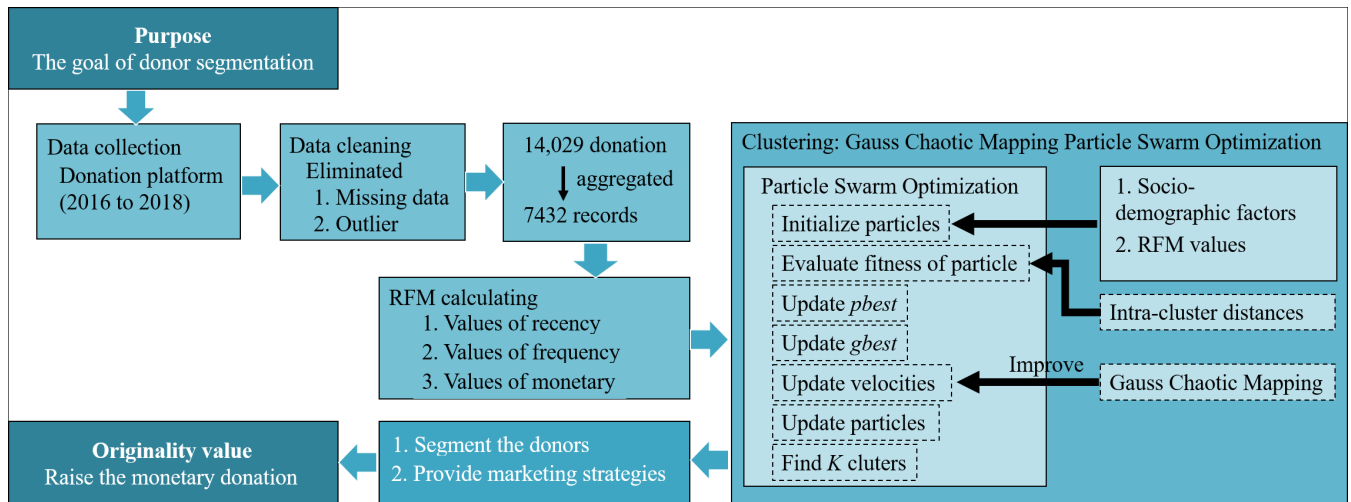 Purpose
The goal of donor segmentation
Data collection
Donation platform
(2016 to 2018)
Data cleaning
Eliminated
1. Missing data
2. Outlier
14,029 donation
aggregated
7432 records
RFM calculating
1. Values of recency
2. Values of frequency
3. Values of monetary
Clustering: Gauss Chaotic Mapping Particle Swarm Optimization
Particle Swarm Optimization
Initialize particles
Evaluate fitness of particle
Update pbest
Update gbest
Update velocities
Update particles
Find K cluters
1. Socio-
demographic factors
2. RFM values
Intra-cluster distances
Improve
Gauss Chaotic Mapping
1. Segment the donors
2. Provide marketing strategies
Originality value
Raise the monetary donation